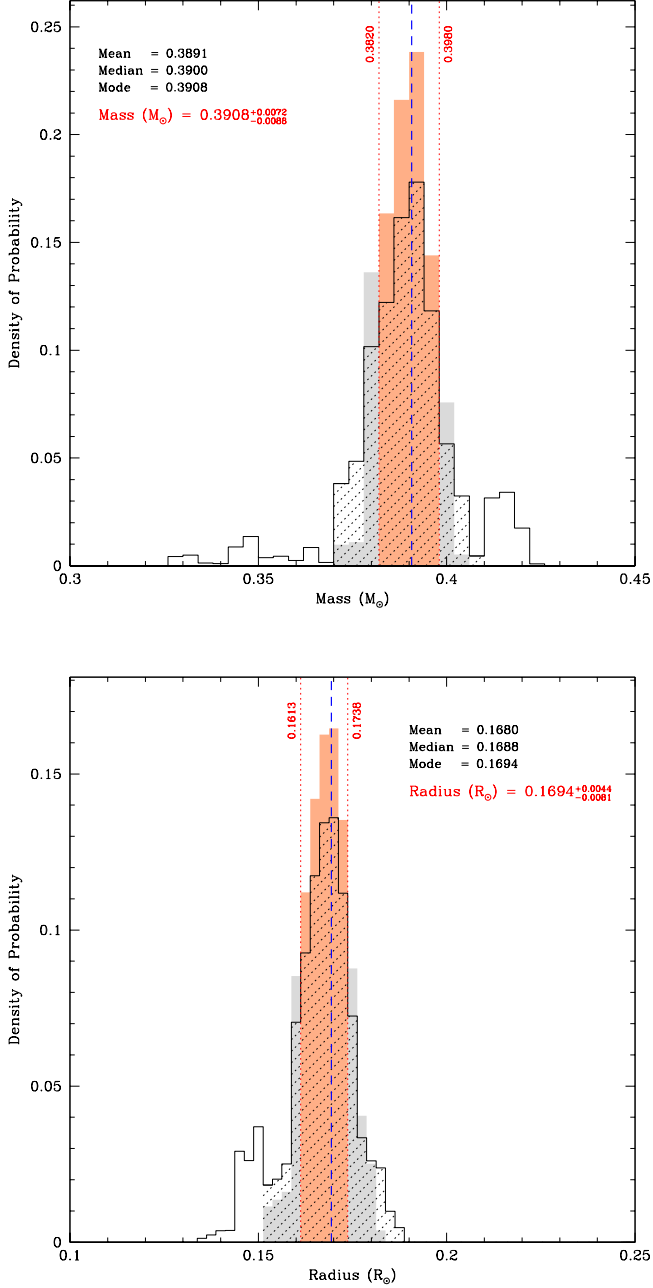 0.3820
0.3980
Mean = 0.3891
Median = 0.3900
Mode = 0.3908
Mass (M⊙) = 0.3908+0.0072−0.0088
0.25
0.2
0.15
0.1
0.05
0
Density of Probability
0.3
0.35
0.4
0.45
Mass (M⊙)
0.1613
0.1738
Mean = 0.1680
Median = 0.1688
Mode = 0.1694
Radius (R⊙) = 0.1694+0.0044−0.0081
0.15
0.1
0.05
0
Density of Probability
0.1
0.15
0.2
0.25
Radius (R⊙)